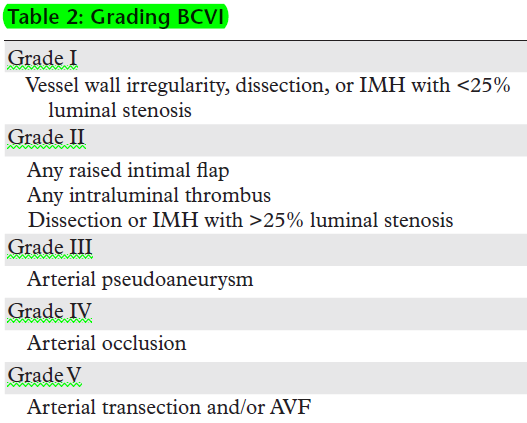 Table 2: Grading BCVI
Grade I
Vessel wall irregularity, dissection, or IMH with <25%
luminal stenosis
Grade II
Any raised intimal flap
Any intraluminal thrombus
Dissection or IMH with >25% luminal stenosis
Grade III
Arterial pseudoaneurysm
Grade IV
Arterial occlusion
Grade V
Arterial transection and/or AVF